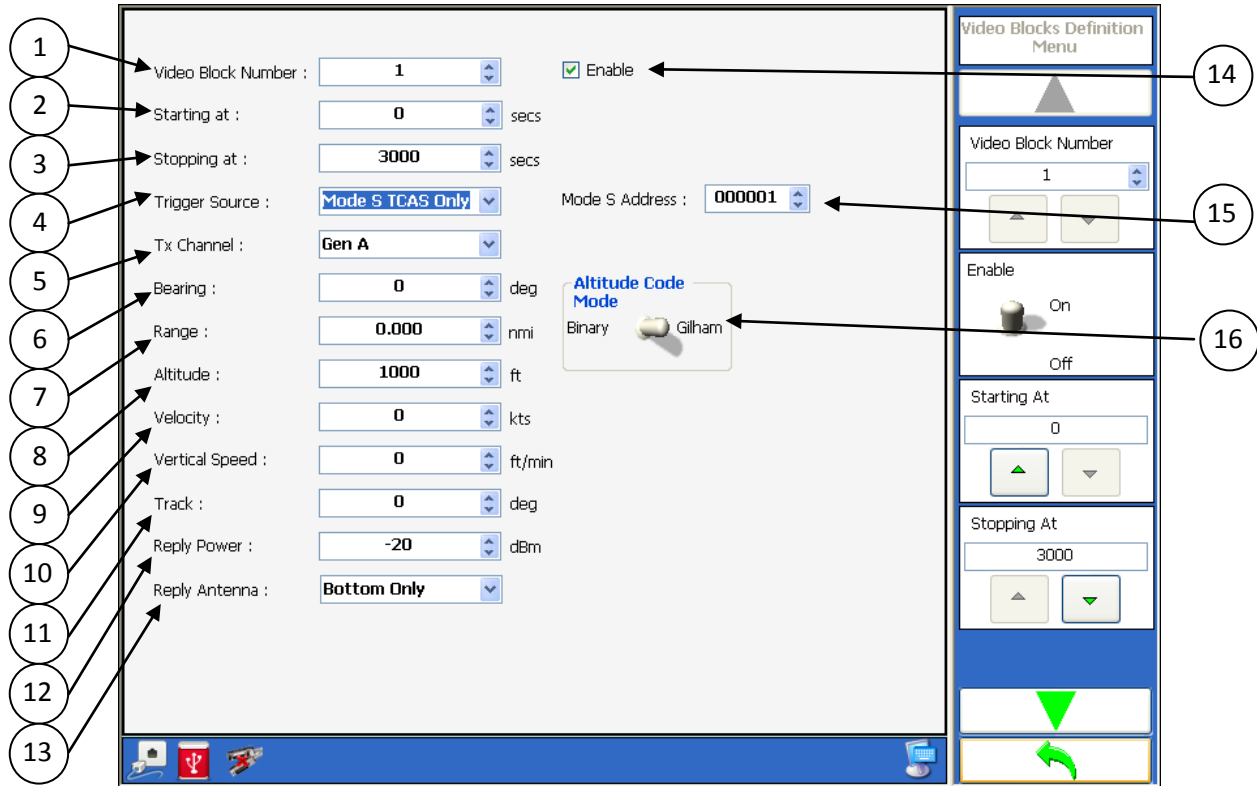 1
Video Block Number :
1
Enable
14
2
Starting at :
0
secs
3
Stopping at :
3000
secs
4
Trigger Source :
Mode S TCAS Only
Mode S Address :
000001
15
5
Tx Channel :
Gen A
6
Bearing :
0
deg
Altitude Code
Mode
Binary
Gilham
16
7
Range :
0.000
nmi
8
Altitude :
1000
ft
9
Velocity :
0
kts
10
Vertical Speed :
0
ft/min
11
Track :
0
deg
12
Reply Power :
-20
dBm
13
Reply Antenna :
Bottom Only
Video Blocks Definition
Menu
Video Block Number
1
Enable
On
Off
Starting At
0
Stopping At
3000